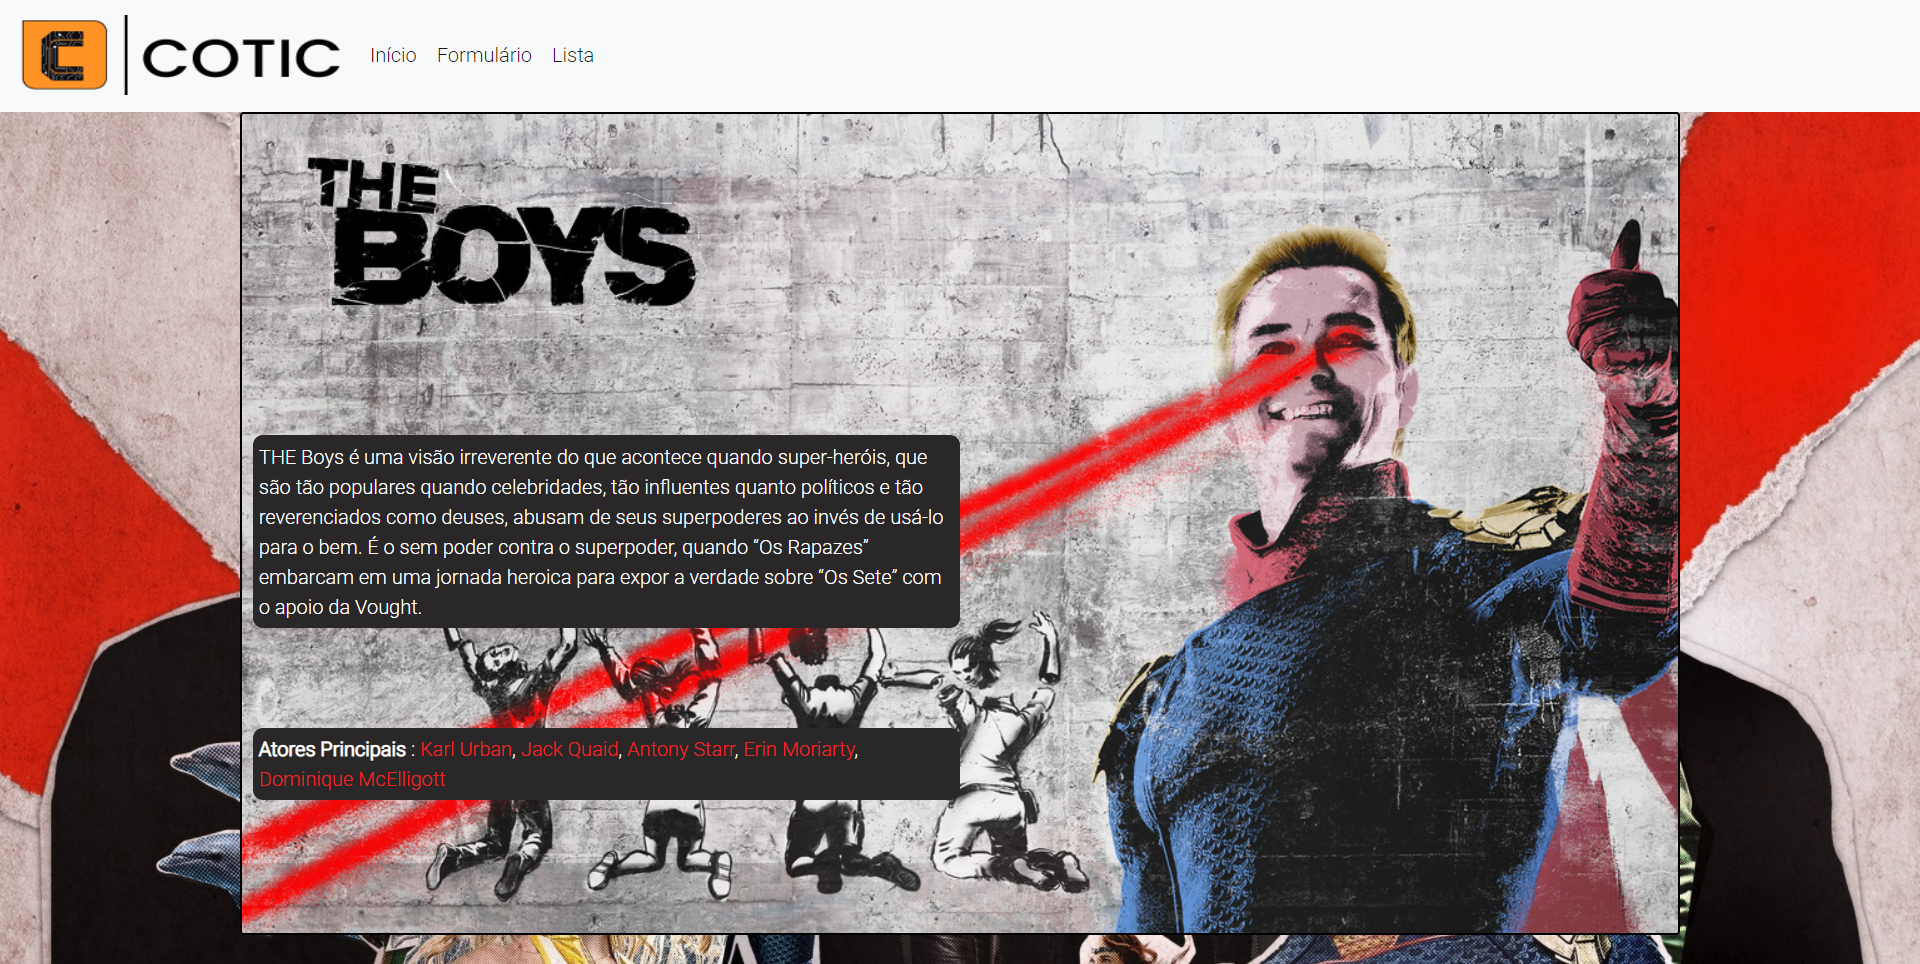 C | COTIC
Início Formulário Lista
THE
BOYS
THE Boys é uma visão irreverente do que acontece quando super-heróis, que
são tão populares quando celebridades, tão influentes quanto políticos e tão
reverenciados como deuses, abusam de seus superpoderes ao invés de usá-lo
para o bem. É o sem poder contra o superpoder, quando “Os Rapazes”
embarcam em uma jornada heroica para expor a verdade sobre “Os Sete” com
o apoio da Vought.
Atores Principais : Karl Urban, Jack Quaid, Antony Starr, Erin Moriarty,
Dominique McElligott